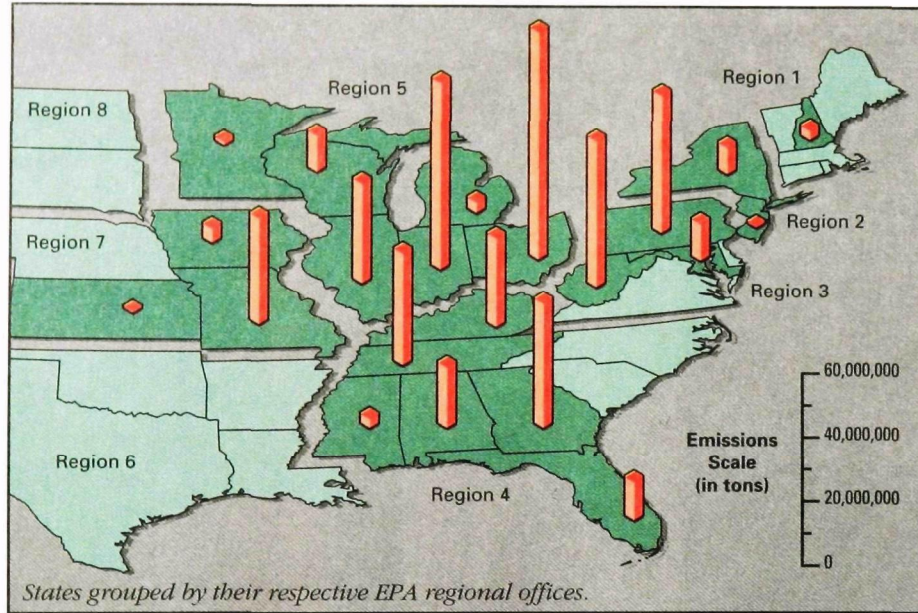 Region 5
Region 1
Region 8
Region 7
Region 2
Region 3
60,000,000
Emissions
Scale
(in tons)
40,000,000
20,000,000
0
Region 6
Region 4
States grouped by their respective EPA regional offices.